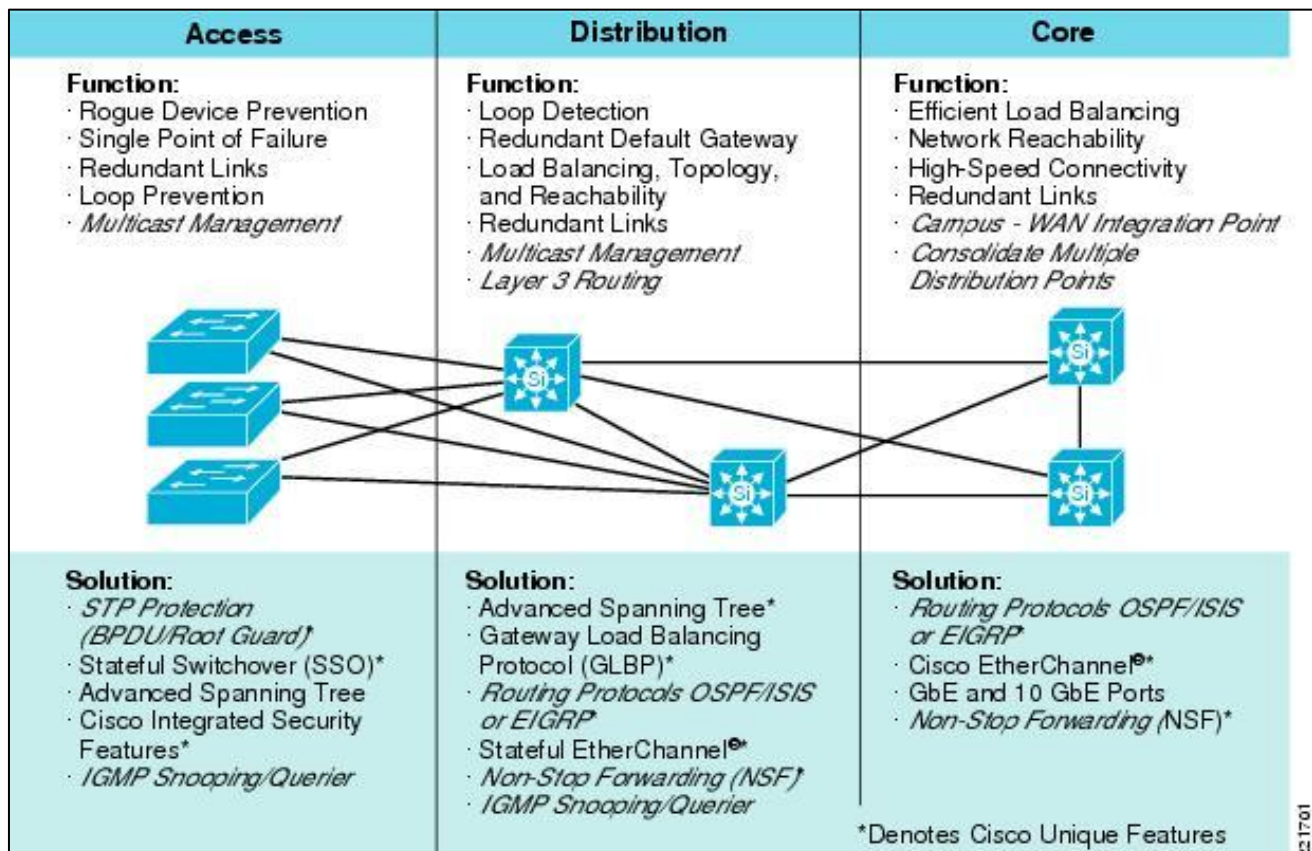 Access
Distribution
Core
Function:
· Rogue Device Prevention
· Single Point of Failure
· Redundant Links
· Loop Prevention
· Multicast Management
Function:
· Loop Detection
· Redundant Default Gateway
· Load Balancing, Topology,
and Reachability
· Redundant Links
· Multicast Management
· Layer 3 Routing
Function:
· Efficient Load Balancing
· Network Reachability
· High-Speed Connectivity
· Redundant Links
· Campus - WAN Integration Point
· Consolidate Multiple
Distribution Points
Si
Si
Si
Si
Solution:
· STP Protection
(BPDU/Root Guard)*
· Stateful Switchover (SSO)*
· Advanced Spanning Tree
· Cisco Integrated Security
Features*
· IGMP Snooping/Querier
Solution:
· Advanced Spanning Tree*
· Gateway Load Balancing
Protocol (GLBP)*
· Routing Protocols OSPF/ISIS
or EIGRP*
· Stateful EtherChannel®*
· Non-Stop Forwarding (NSF)*
· IGMP Snooping/Querier
Solution:
· Routing Protocols OSPF/ISIS
or EIGRP*
· Cisco EtherChannel®*
· GbE and 10 GbE Ports
· Non-Stop Forwarding (NSF)*
*Denotes Cisco Unique Features
221701